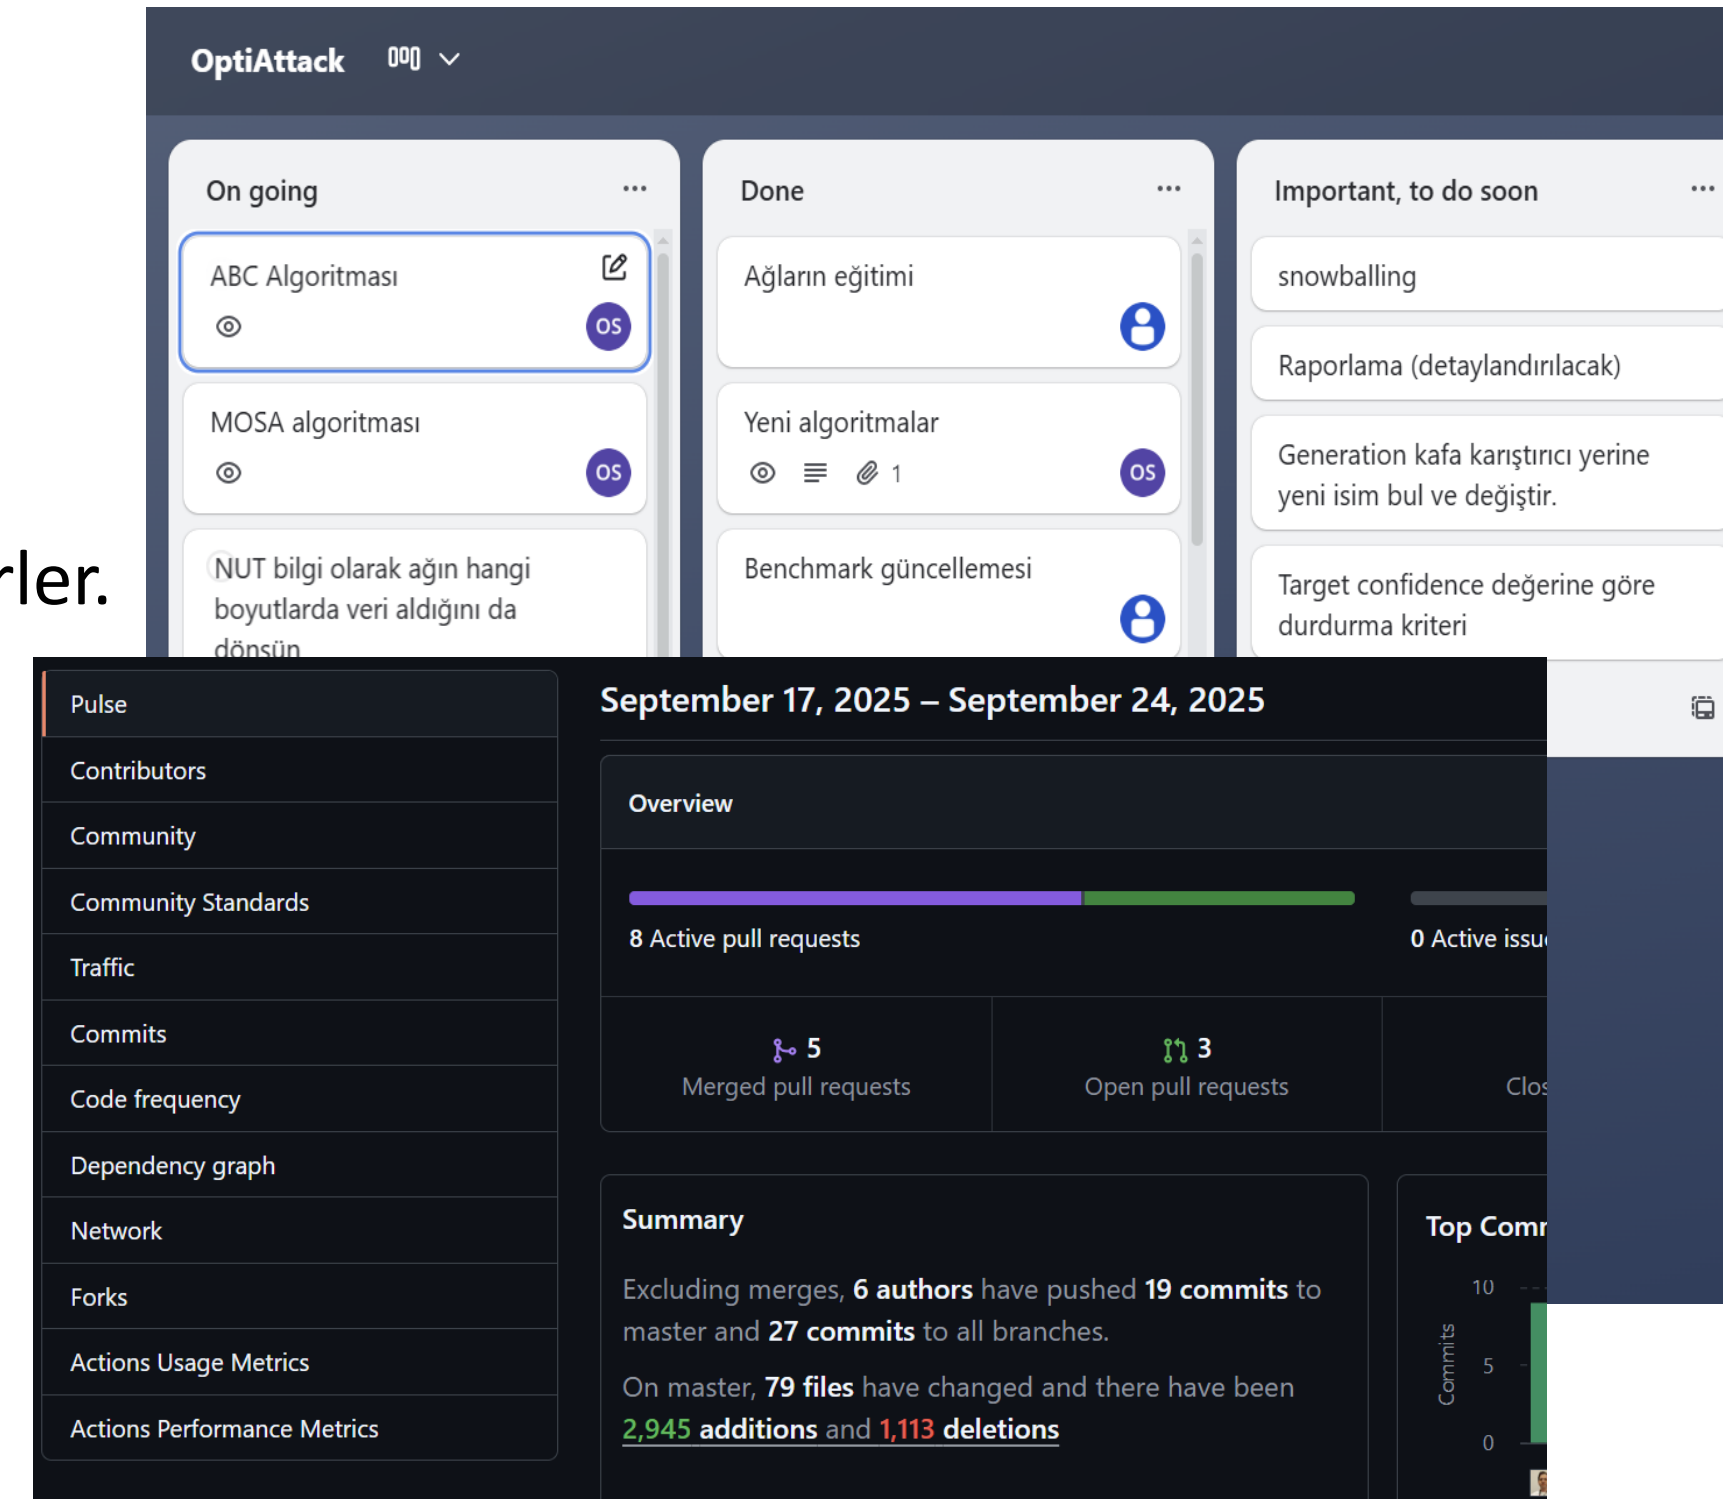 OptiAttack
On going
ABC Algoritması
OS
MOSA algoritması
OS
NUT bilgi olarak ağın hangi
boyutlarda veri aldığını da
dönsün
Done
Ağların eğitimi
Yeni algoritmalar
1
OS
Benchmark güncellemesi
Important, to do soon
snowballing
Raporlama (detaylandırılacak)
Generation kafa karıştırıcı yerine
yeni isim bul ve değiştir.
Target confidence değerine göre
durdurma kriteri
rler.
Pulse
Contributors
Community
Community Standards
Traffic
Commits
Code frequency
Dependency graph
Network
Forks
Actions Usage Metrics
Actions Performance Metrics
September 17, 2025 – September 24, 2025
Overview
8 Active pull requests
0 Active issu
5
Merged pull requests
3
Open pull requests
Clos
Summary
Excluding merges, 6 authors have pushed 19 commits to
master and 27 commits to all branches.
On master, 79 files have changed and there have been
2,945 additions and 1,113 deletions
Top Comm
10
5
0
Commits